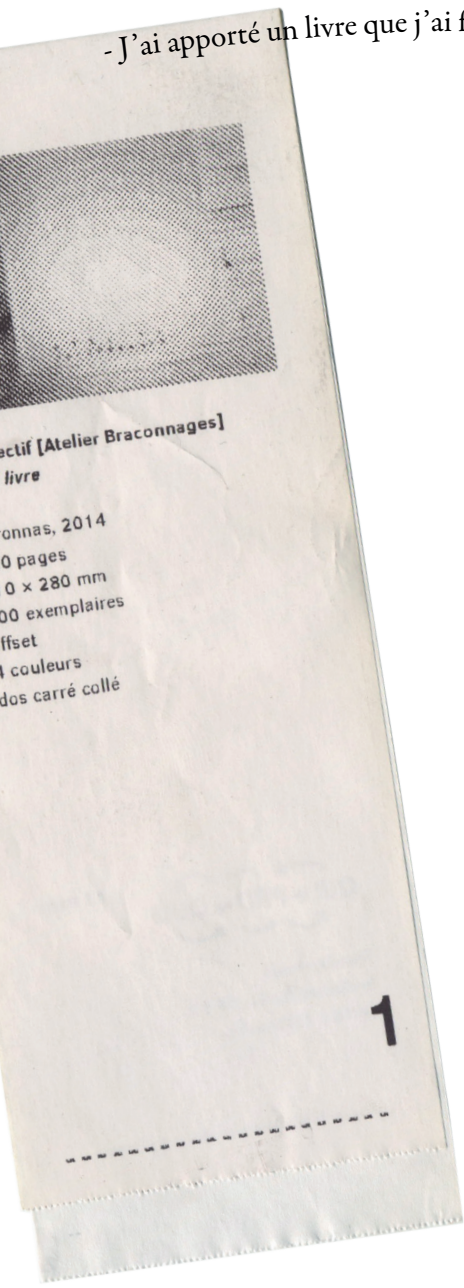 - J'ai apporté un livre que j'ai f
ectif [Atelier Braconnages]
livre
onnas, 2014
0 pages
0 × 280 mm
00 exemplaires
ffset
4 couleurs
dos carré collé
1